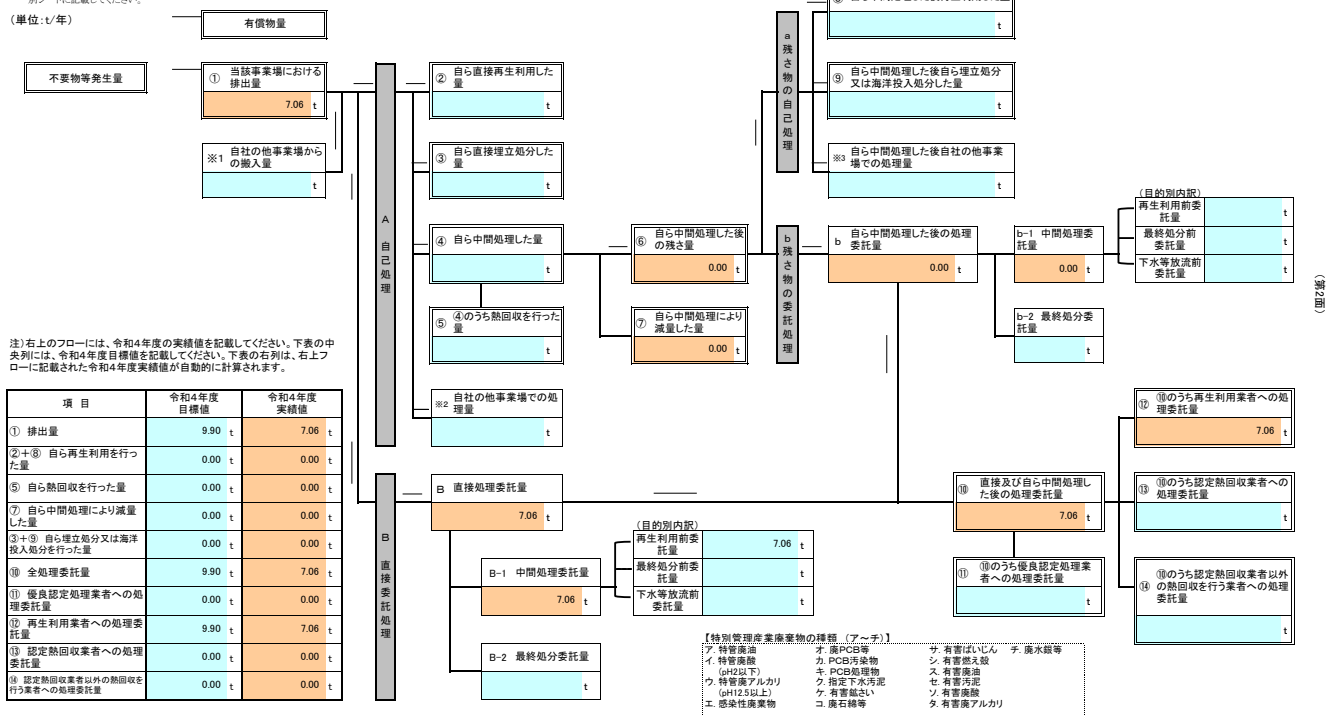 別シートに記載してください。
(単位:t/年)
有償物量
不要物等発生量
① 当該事業場における
排出量
7.06 t
※1 自社の他事業場から
の搬入量
t
A 自己処理
② 自ら直接再生利用した
量
t
③ 自ら直接埋立処分した
量
t
④ 自ら中間処理した量
t
⑤ ④のうち熱回収を行った
量
t
※2 自社の他事業場での処
理量
t
⑥ 自ら中間処理した後
の残さ量
0.00 t
⑦ 自ら中間処理により
減量した量
0.00 t
a 残さ物の自己処理
t
⑨ 自ら中間処理した後自ら埋立処分
又は海洋投入処分した量
t
※3 自ら中間処理した後自社の他事業
場での処理量
t
b 残さ物の委託処理
b 自ら中間処理した後の処理
委託量
0.00 t
b-1 中間処理委
託量
0.00 t
(目的別内訳)
再生利用前委
託量
t
最終処分前
委託量
t
下水等放流前
委託量
t
b-2 最終処分委
託量
t
(第2面)
注)右上のフローには、令和4年度の実績値を記載してください。下表の中
央列には、令和4年度目標値を記載してください。下表の右列は、右上フ
ローに記載された令和4年度実績値が自動的に計算されます。
項 目 令和4年度
目標値 令和4年度
実績値
① 排出量 9.90 t 7.06 t
②+⑧ 自ら再生利用を行っ
た量 0.00 t 0.00 t
⑤ 自ら熱回収を行った量 0.00 t 0.00 t
⑦ 自ら中間処理により減量
した量 0.00 t 0.00 t
③+⑨ 自ら埋立処分又は海洋
投入処分を行った量 0.00 t 0.00 t
⑩ 全処理委託量 9.90 t 7.06 t
⑪ 優良認定処理業者への処
理委託量 0.00 t 0.00 t
⑫ 再生利用業者への処理委
託量 9.90 t 7.06 t
⑬ 認定熱回収業者への処理
委託量 0.00 t 0.00 t
⑭ 認定熱回収業者以外の熱回収を
行う業者への処理委託量 0.00 t 0.00 t
B 直接委託処理
B 直接処理委託量
7.06 t
B-1 中間処理委託量
7.06 t
(目的別内訳)
再生利用前委
託量 7.06 t
最終処分前委
託量 t
下水等放流前
委託量 t
B-2 最終処分委託量
t
⑩ 直接及び自ら中間処理し
た後の処理委託量
7.06 t
⑪ ⑩のうち優良認定処理業
者への処理委託量
t
⑫ ⑩のうち再生利用業者への処
理委託量
7.06 t
⑬ ⑩のうち認定熱回収業者への
処理委託量
t
⑭ ⑩のうち認定熱回収業者以外
の熱回収を行う業者への処理
委託量
t
【特別管理産業廃棄物の種類 (ア~チ)】
ア. 特管廃油 オ. 廃PCB等 サ. 有害ばいじん チ. 廃水銀等
イ. 特管廃酸 カ. PCB汚染物 シ. 有害燃え殻
(pH2以下) キ. PCB処理物 ス. 有害廃油
ウ. 特管廃アルカリ ク. 指定下水汚泥 セ. 有害汚泥
(pH12.5以上) ケ. 有害鉱さい ソ. 有害廃酸
エ. 感染性廃棄物 コ. 廃石綿等 タ. 有害廃アルカリ